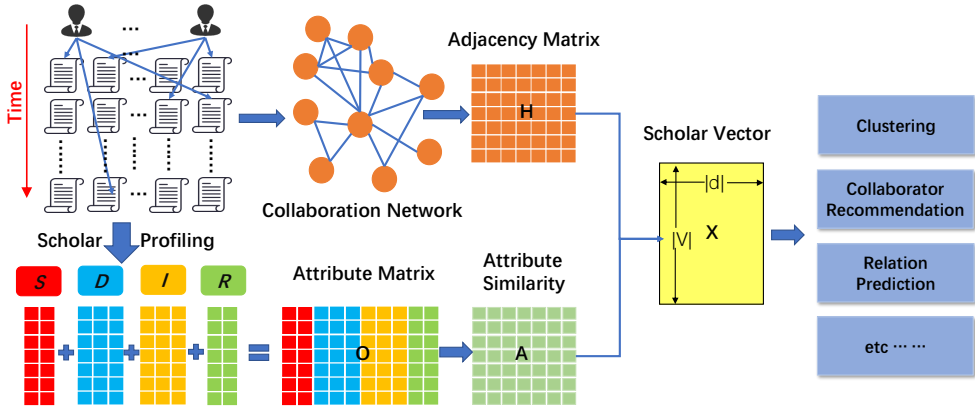 Time
...
...
...
...
Collaboration Network
Adjacency Matrix
H
Scholar Profiling
S
D
I
R
+
+
+
=
Attribute Matrix
O
Attribute
Similarity
A
Scholar Vector
|d|
|V|
X
Clustering
Collaborator
Recommendation
Relation
Prediction
etc ··· ···